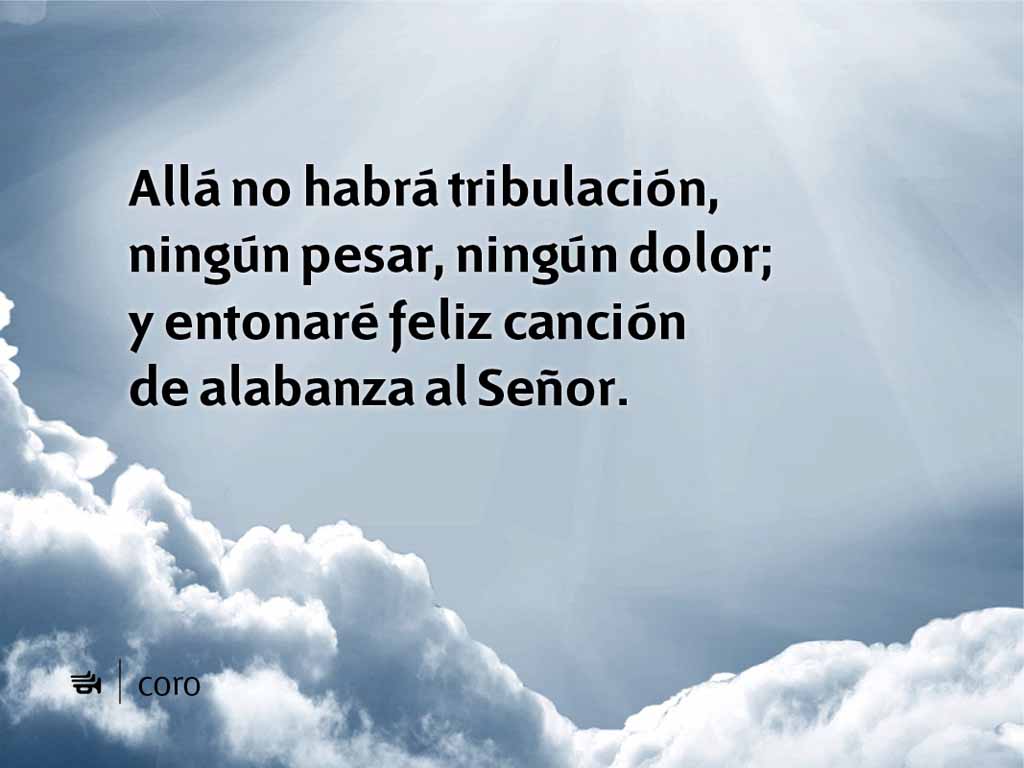 Allá no habrá tribulación,
ningún pesar, ningún dolor;
y entonaré feliz canción
de alabanza al Señor.
coro